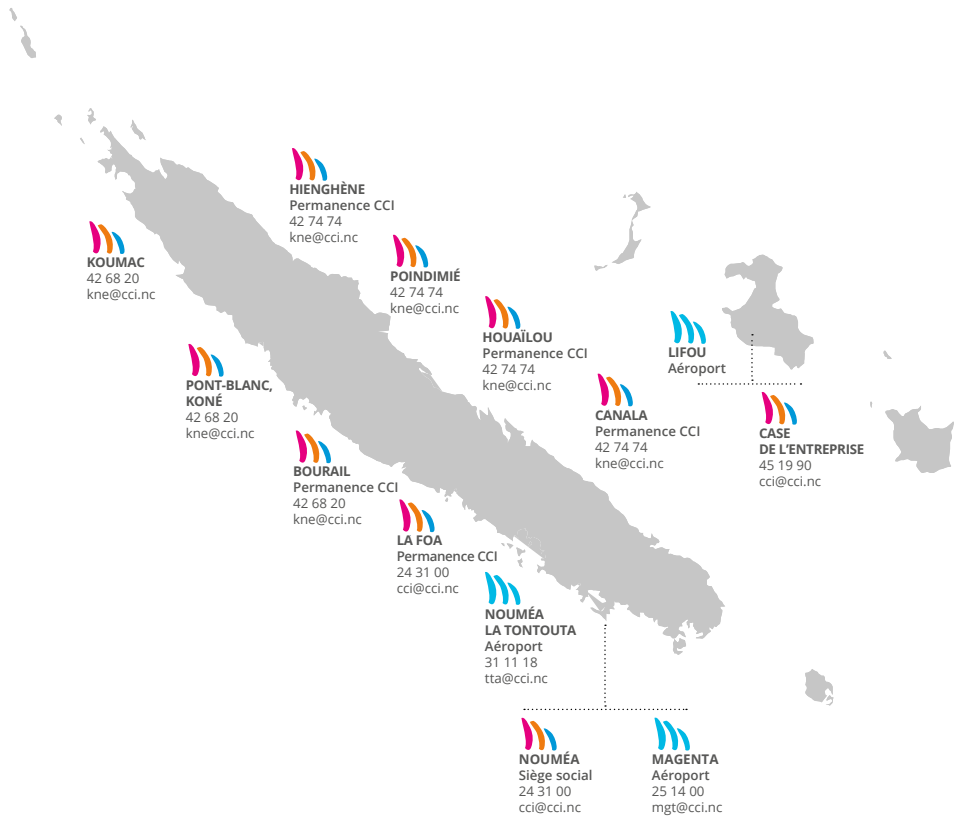 HIENGHÈNE
Permanence CCI
42 74 74
kne@cci.nc
KOUMAC
42 68 20
kne@cci.nc
POINDIMIÉ
42 74 74
kne@cci.nc
HOUAÏLOU
Permanence CCI
42 74 74
kne@cci.nc
LIFOU
Aéroport
PONT-BLANC,
KONÉ
42 68 20
kne@cci.nc
CANALA
Permanence CCI
42 74 74
kne@cci.nc
CASE
DE L'ENTREPRISE
45 19 90
cci@cci.nc
BOURAIL
Permanence CCI
42 68 20
kne@cci.nc
LA FOA
Permanence CCI
24 31 00
cci@cci.nc
NOUMÉA
LA TONTOUTA
Aéroport
31 11 18
tta@cci.nc
NOUMÉA
Siège social
24 31 00
cci@cci.nc
MAGENTA
Aéroport
25 14 00
mgt@cci.nc